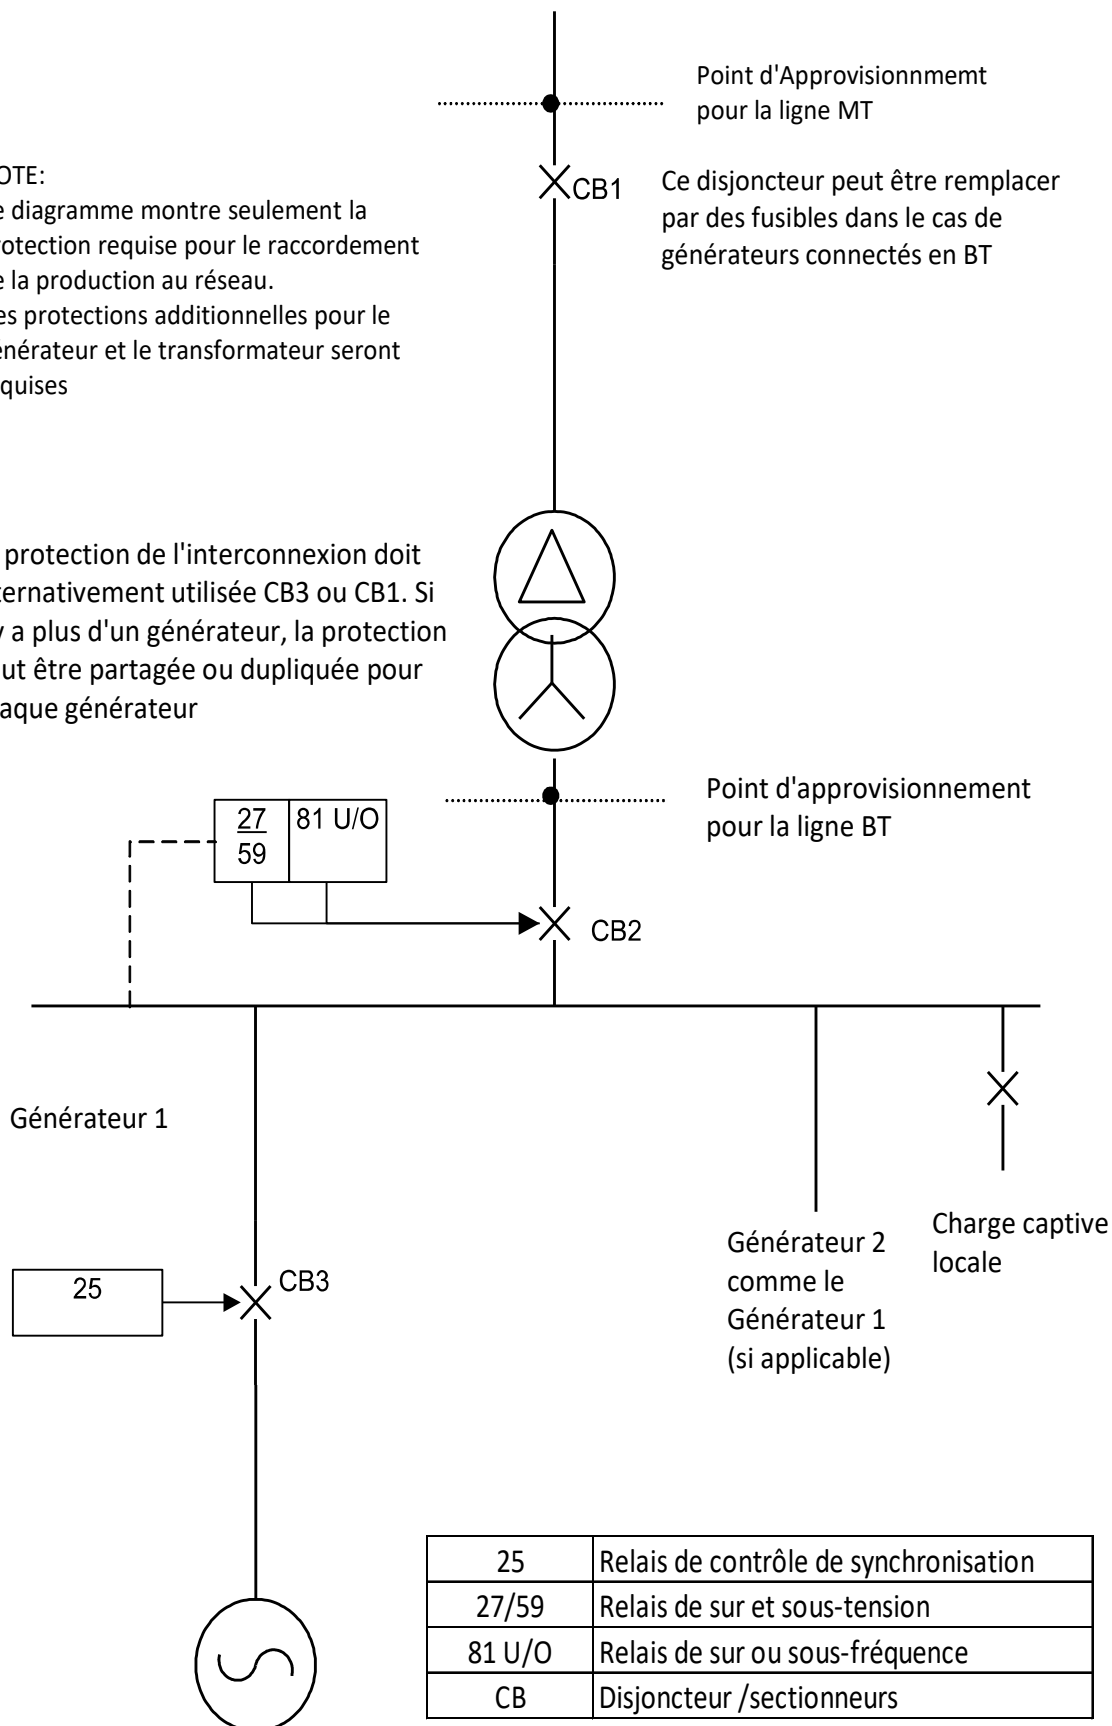 Point d'Approvisionnmemt
pour la ligne MT
OTE:
e diagramme montre seulement la
rotection requise pour le raccordement
e la production au réseau.
es protections additionnelles pour le
énérateur et le transformateur seront
quises
CB1
Ce disjoncteur peut être remplacer
par des fusibles dans le cas de
générateurs connectés en BT
protection de l'interconnexion doit
ternativement utilisée CB3 ou CB1. Si
y a plus d'un générateur, la protection
ut être partagée ou dupliquée pour
aque générateur
Point d'approvisionnement
pour la ligne BT
27 81 U/O
59
CB2
Générateur 1
Charge captive
locale
Générateur 2
comme le
Générateur 1
(si applicable)
25
CB3
25 Relais de contrôle de synchronisation
27/59 Relais de sur et sous-tension
81 U/O Relais de sur ou sous-fréquence
CB Disjoncteur /sectionneurs